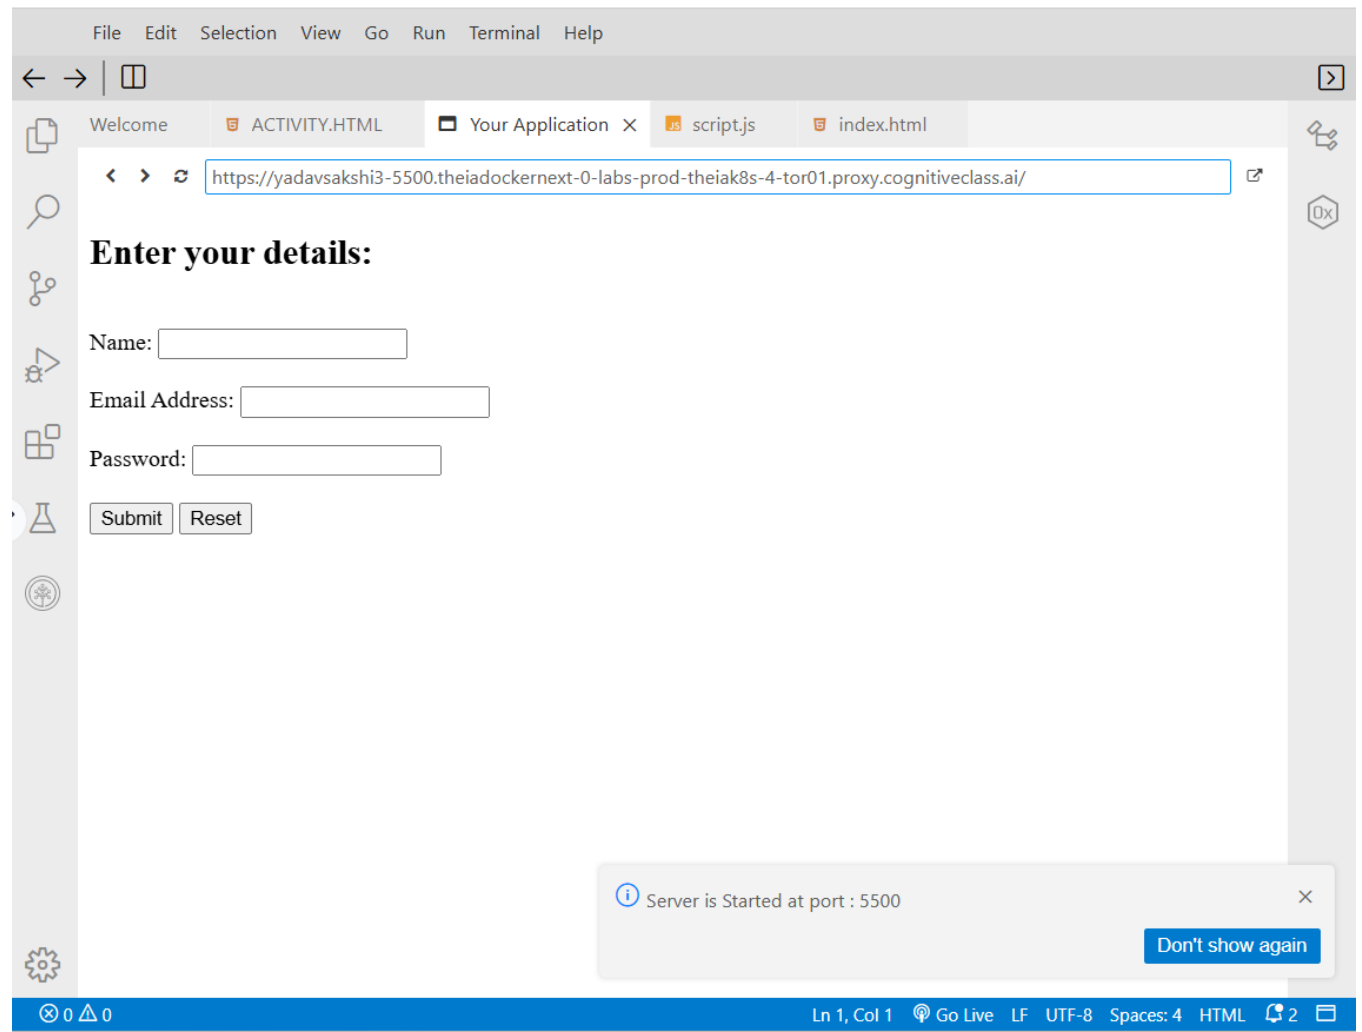 File Edit Selection View Go Run Terminal Help
Welcome ACTIVITY.HTML Your Application script.js index.html
https://yadavsakshi3-5500.theiadockernext-0-labs-prod-theiak8s-4-tor01.proxy.cognitiveclass.ai/
Enter your details:
Name:
Email Address:
Password:
Submit Reset
Server is Started at port : 5500
Don't show again
0 0 Ln 1, Col 1 Go Live LF UTF-8 Spaces: 4 HTML 2